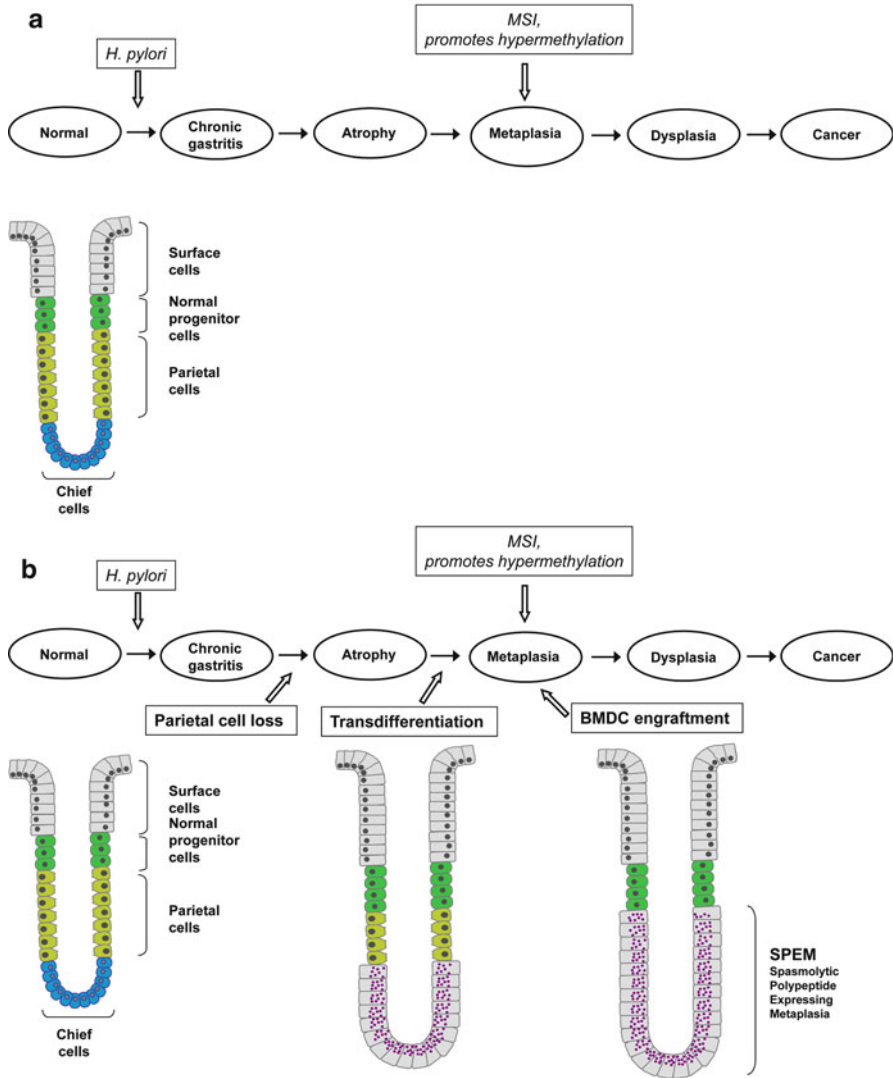 a
MSI,
promotes hypermethylation
H. pylori
Normal
Chronic
gastritis
Atrophy
Metaplasia
Dysplasia
Cancer
Surface
cells
Normal
progenitor
cells
Parietal
cells
Chief
cells
b
MSI,
promotes hypermethylation
H. pylori
Normal
Chronic
gastritis
Atrophy
Metaplasia
Dysplasia
Cancer
Parietal cell loss
Transdifferentiation
BMDC engraftment
Surface
cells
Normal
progenitor
cells
Parietal
cells
Chief
cells
SPEM
Spasmolytic
Polypeptide
Expressing
Metaplasia